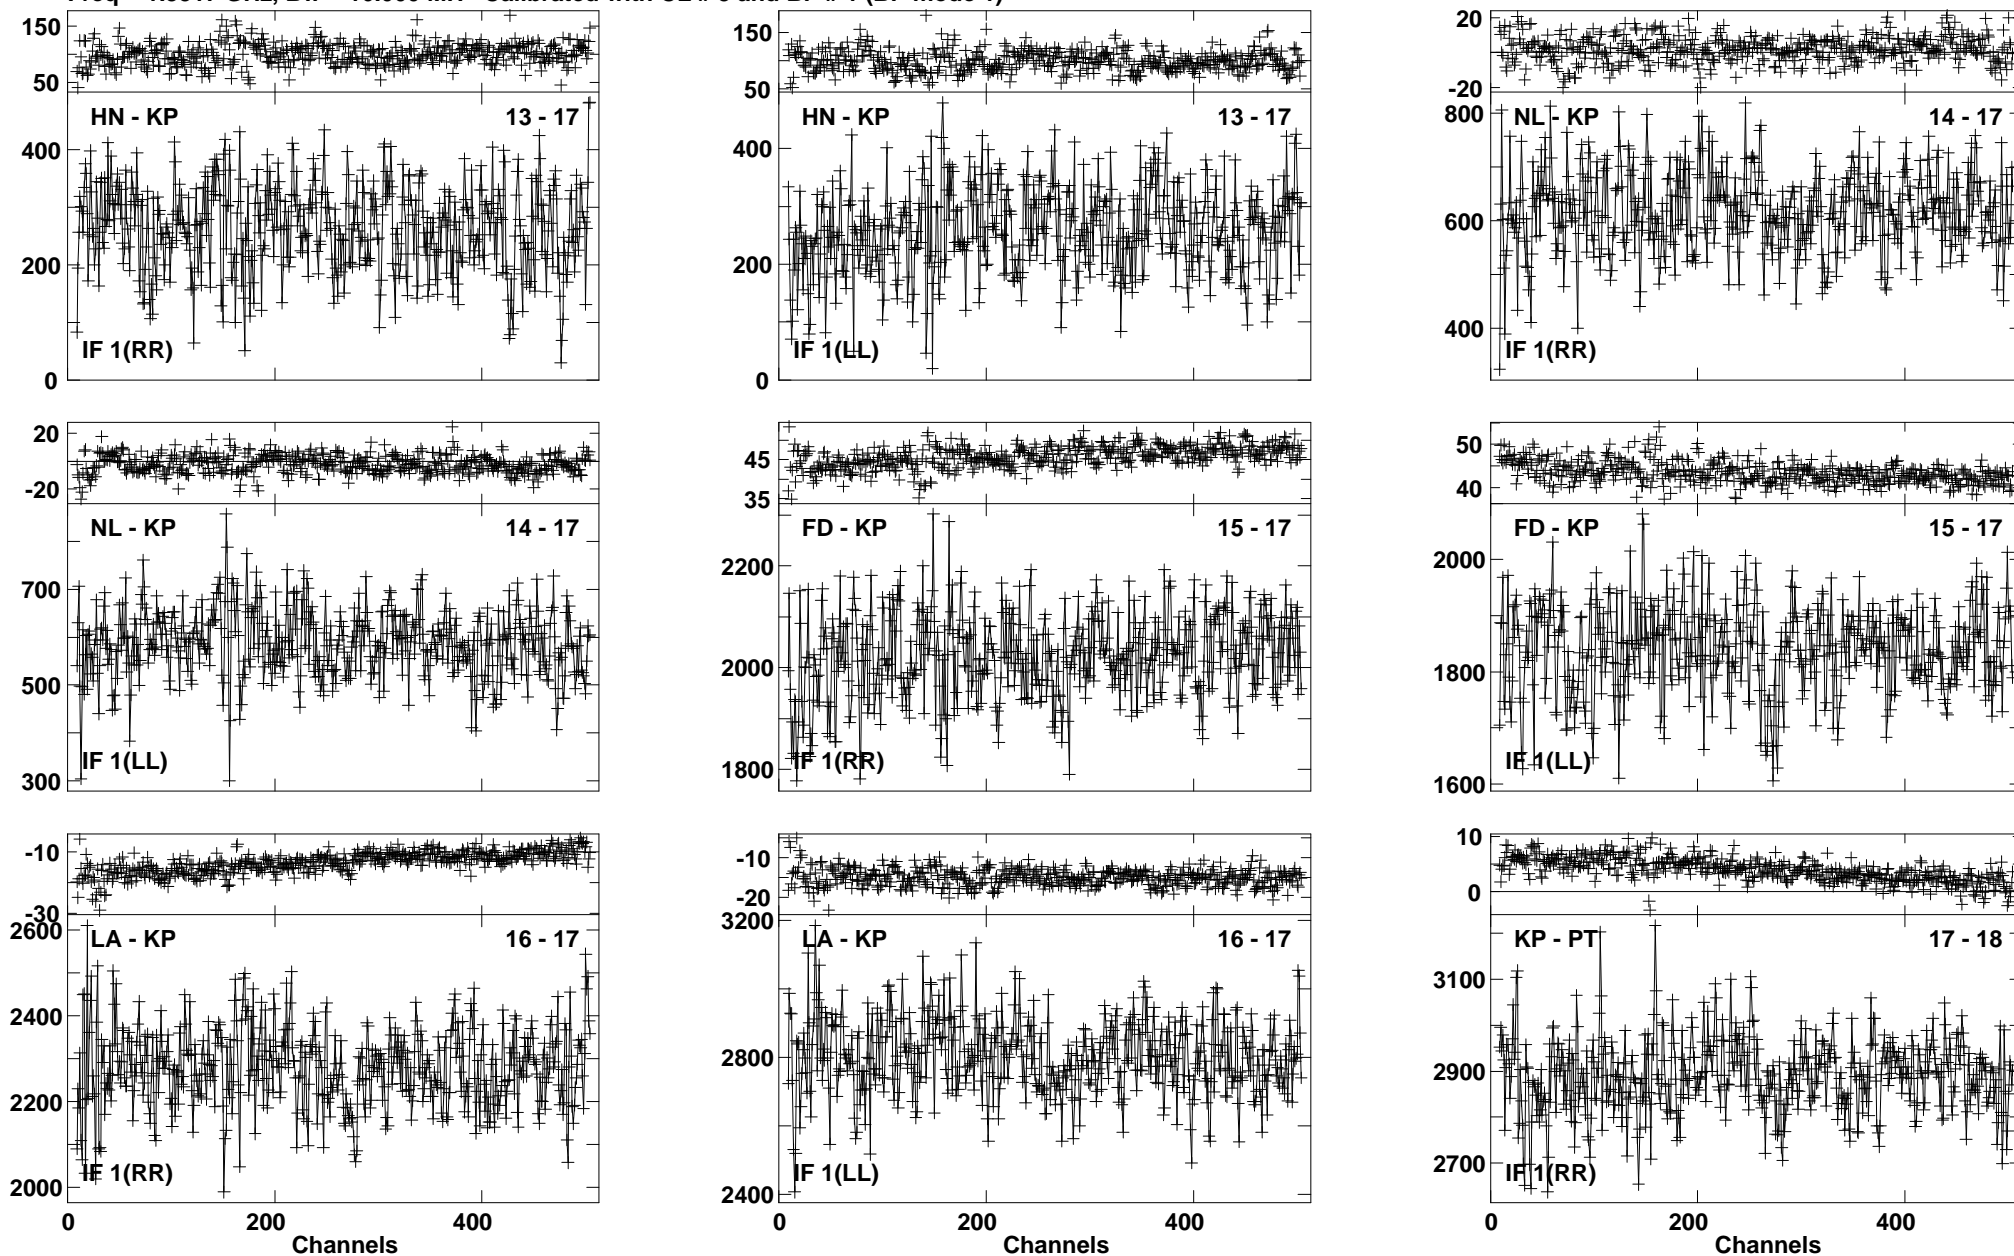 150
50
HN - KP 13 - 17
400
200
0
IF 1(RR)
150
50
HN - KP 13 - 17
400
200
0
IF 1(LL)
20
-20
NL - KP 14 - 17
800
600
400
IF 1(RR)
20
-20
NL - KP 14 - 17
700
500
300
IF 1(LL)
45
35
FD - KP 15 - 17
2200
2000
1800
IF 1(RR)
50
40
FD - KP 15 - 17
2000
1800
1600
IF 1(LL)
-10
-30
LA - KP 16 - 17
2600
2400
2200
2000
IF 1(RR)
0 200 400
Channels
-10
-20
LA - KP 16 - 17
3200
2800
2400
IF 1(LL)
0 200 400
Channels
10
0
KP - PT 17 - 18
3100
2900
2700
IF 1(RR)
0 200 400
Channels